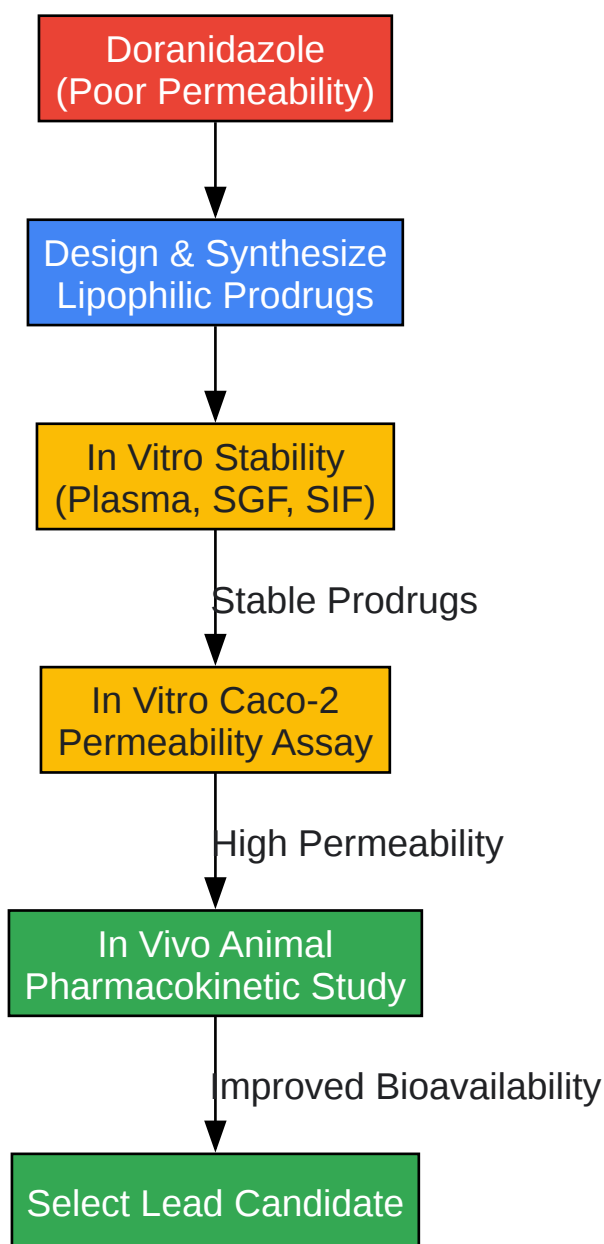 Doranidazole
(Poor Permeability)
Design & Synthesize
Lipophilic Prodrugs
In Vitro Stability
(Plasma, SGF, SIF)
Stable Prodrugs
In Vitro Caco-2
Permeability Assay
High Permeability
In Vivo Animal
Pharmacokinetic Study
Improved Bioavailability
Select Lead Candidate